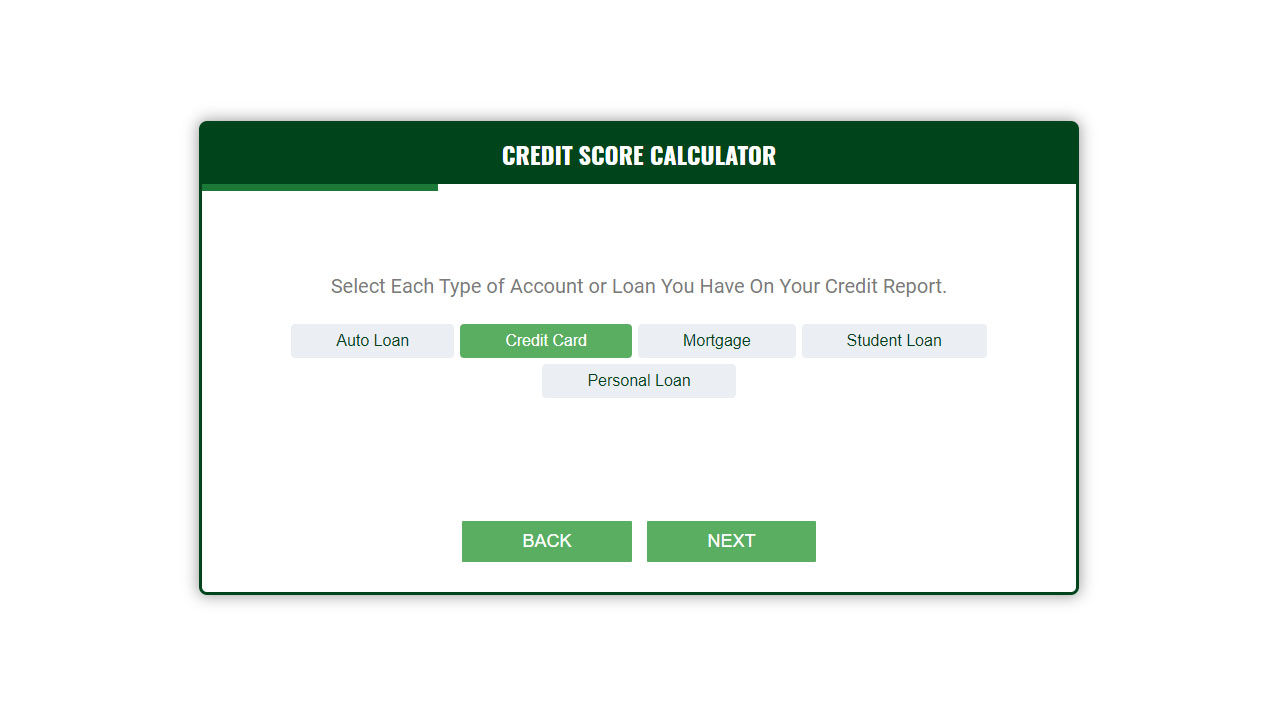 CREDIT SCORE CALCULATOR
Select Each Type of Account or Loan You Have On Your Credit Report.
Auto Loan Credit Card Mortgage Student Loan
Personal Loan
BACK NEXT